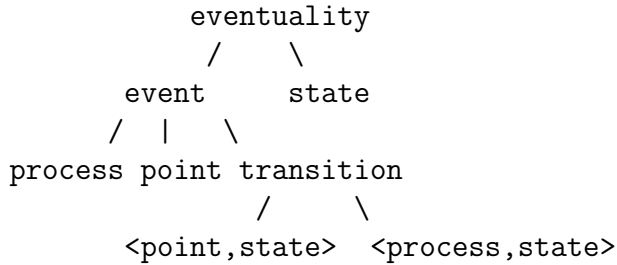 eventuality
/ \
event state
/ | \
process point transition
/ \
<point,state> <process,state>